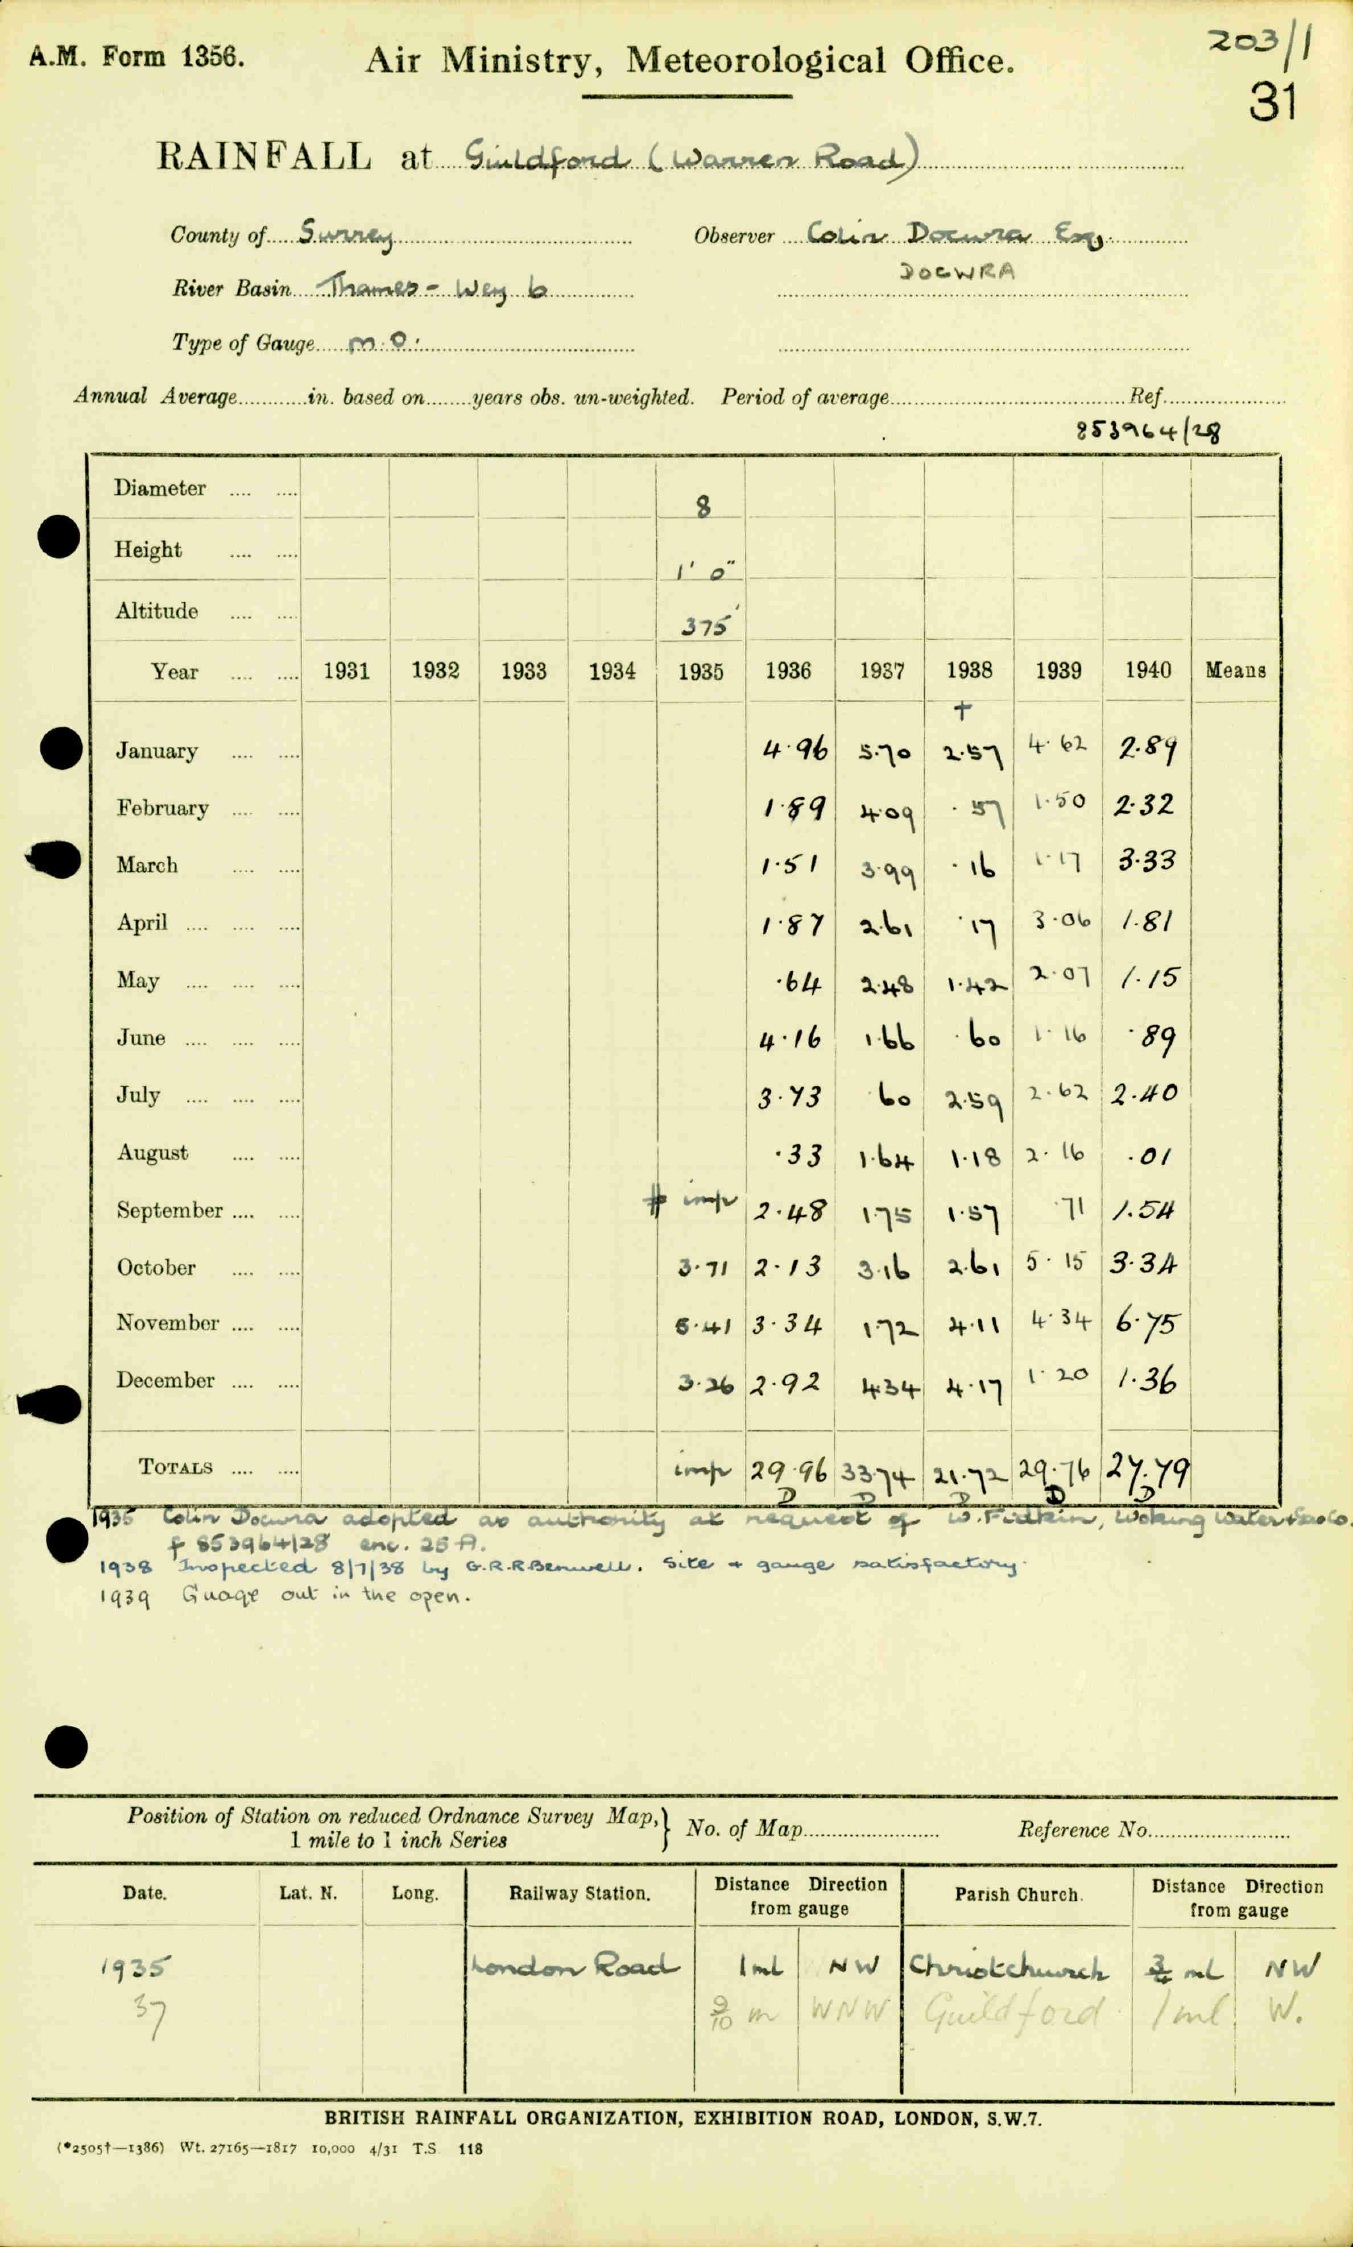 A.M. Form 1356.
Air Ministry, Meteorological Office.
203/1
31
RAINFALL at Guildford (Warren Road)
County of Surrey
Observer Colin Docwra Esq.
DOCWRA
River Basin Thames - Wey b
Type of Gauge M.O.
Annual Average in. based on years obs. un-weighted. Period of average Ref.
853964/28
Diameter .... .... 8
Height .... .... 1' 0"
Altitude .... .... 375'
Year .... .... 1931 1932 1933 1934 1935 1936 1937 1938 1939 1940 Means
+
January .... .... 4.96 5.70 2.57 4.62 2.89
February .... .... 1.89 4.09 .57 1.50 2.32
March .... .... 1.51 3.99 .16 1.17 3.33
April .... .... .... 1.87 2.61 .17 3.06 1.81
May .... .... .... .64 2.48 1.42 2.07 1.15
June .... .... .... 4.16 1.66 .60 1.16 .89
July .... .... .... 3.73 .60 2.59 2.62 2.40
August .... .... .33 1.64 1.18 2.16 .01
September .... .... # imp 2.48 1.75 1.57 .71 1.54
October .... .... 3.71 2.13 3.16 2.61 5.15 3.34
November .... .... 5.41 3.34 1.72 4.11 4.34 6.75
December .... .... 3.26 2.92 4.34 4.17 1.20 1.36
TOTALS .... .... imp 29.96 33.74 21.72 29.76 27.79
D D D D D
1935 Colin Docwra adopted as authority at request of W. Woking Water & Gas Co.
f 853964/28 enc. 25A.
1938 Inspected 8/7/38 by G.R.R. Benwell. Site + gauge satisfactory.
1939 Guage out in the open.
Position of Station on reduced Ordnance Survey Map,
1 mile to 1 inch Series
No. of Map
Reference No.
Date. Lat. N. Long. Railway Station. Distance Direction from gauge Parish Church. Distance Direction from gauge
1935 London Road 1 ml NW Christchurch 3/4 ml NW
37 9/10 m WNW Guildford 1 ml W.
BRITISH RAINFALL ORGANIZATION, EXHIBITION ROAD, LONDON, S.W.7.
(*2505†—1386) Wt. 27165—1817 10,000 4/31 T.S. 118